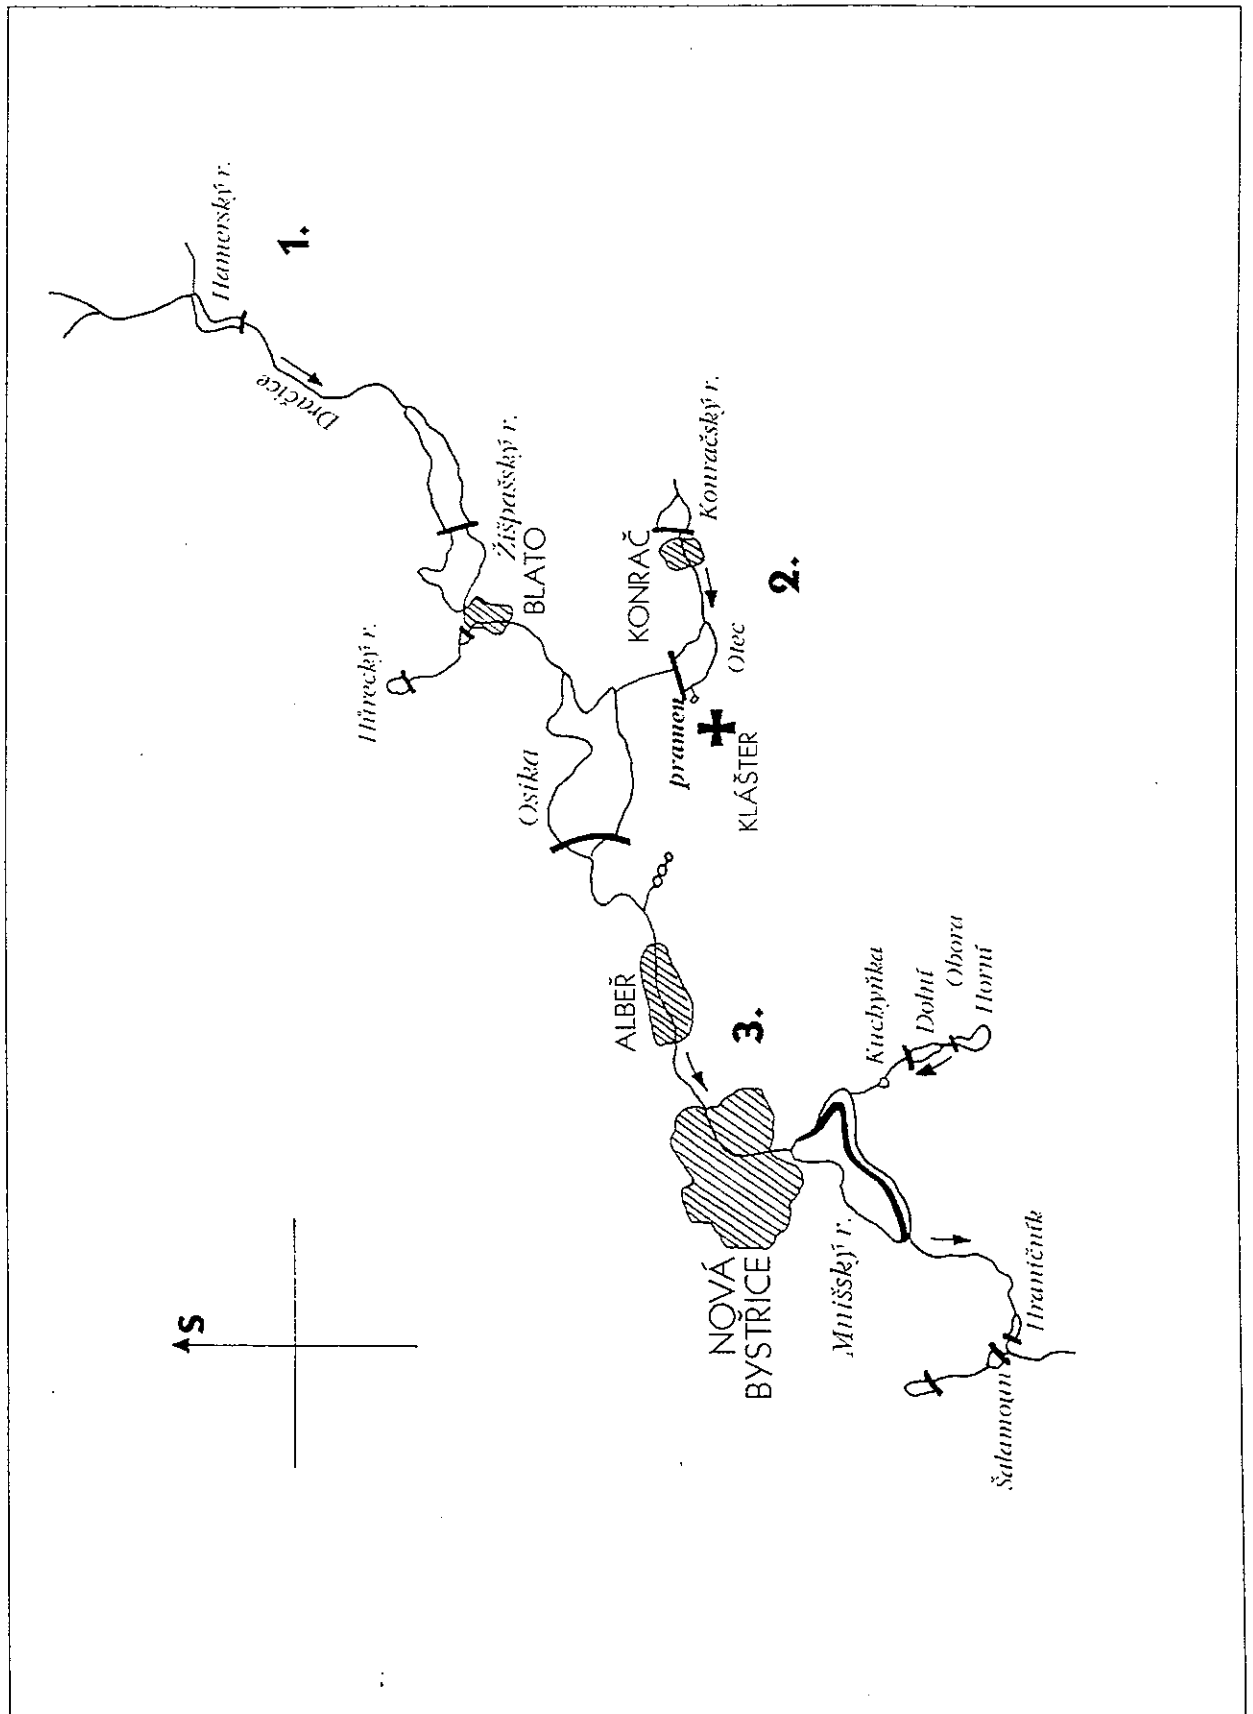 S
Hamerský r.
1.
Dračice
Žišpašský r.
BLATO
Hůrecký r.
KONRAČ
Konračský r.
2.
Olec
pramen
KLÁŠTER
Osika
ALBEŘ
3.
NOVÁ
BYSTŘICE
Mnišský r.
Kuchyňka
Dolní
Obora
Horní
Hraničník
Šalamoun